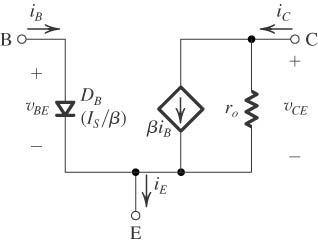 i_B
i_C
B
C
+
+
D_B
v_BE
(I_S/β)
βi_B
r_o
v_CE
−
−
i_E
E